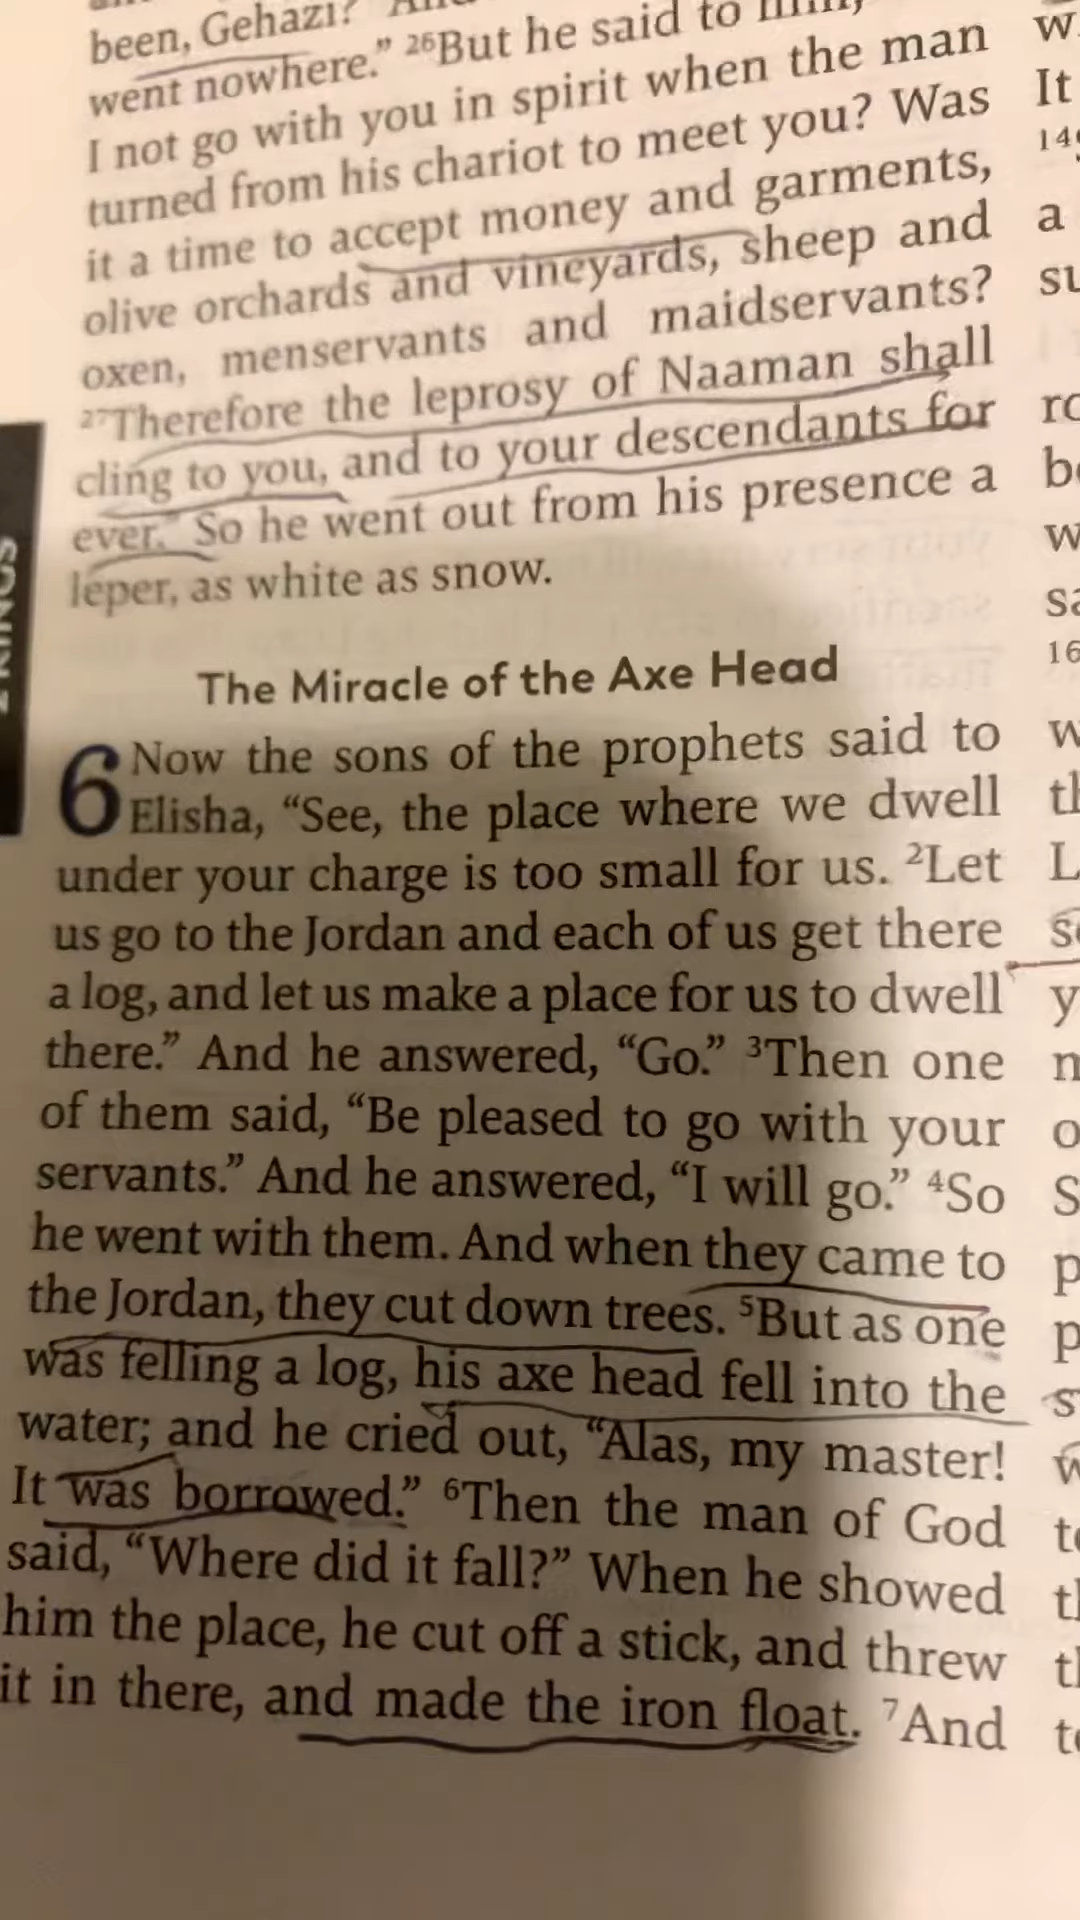 been, Gehazi?
went nowhere.” ²⁶But he said to him,
I not go with you in spirit when the man
turned from his chariot to meet you? Was
it a time to accept money and garments,
olive orchards and vineyards, sheep and
oxen, menservants and maidservants?
²⁷Therefore the leprosy of Naaman shall
cling to you, and to your descendants for
ever.” So he went out from his presence a
leper, as white as snow.
The Miracle of the Axe Head
6 Now the sons of the prophets said to
Elisha, “See, the place where we dwell
under your charge is too small for us. ²Let
us go to the Jordan and each of us get there
a log, and let us make a place for us to dwell
there.” And he answered, “Go.” ³Then one
of them said, “Be pleased to go with your
servants.” And he answered, “I will go.” ⁴So
he went with them. And when they came to
the Jordan, they cut down trees. ⁵But as one
was felling a log, his axe head fell into the
water; and he cried out, “Alas, my master!
It was borrowed.” ⁶Then the man of God
said, “Where did it fall?” When he showed
him the place, he cut off a stick, and threw
it in there, and made the iron float. ⁷And
2 KINGS
It
a
16